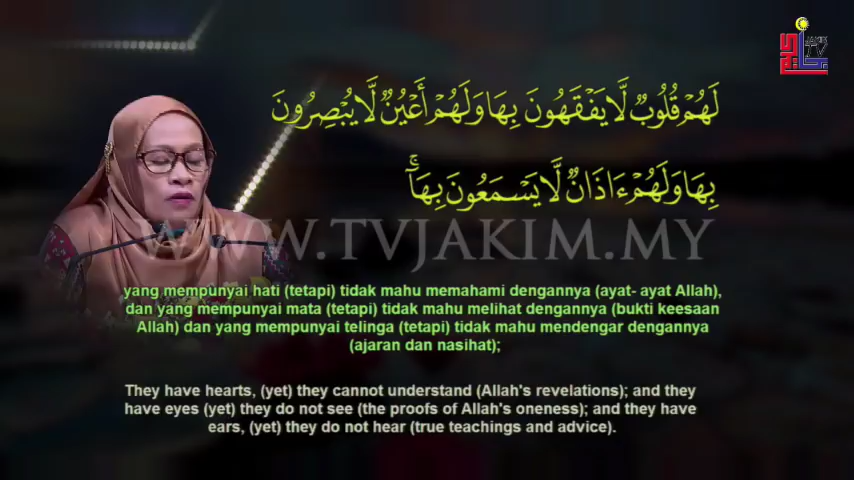 JAKIM
TV
لَهُمْ قُلُوبٌ لَّا يَفْقَهُونَ بِهَا وَلَهُمْ أَعْيُنٌ لَّا يُبْصِرُونَ
بِهَا وَلَهُمْ ءَاذَانٌ لَّا يَسْمَعُونَ بِهَآ ۚ
WWW.TVJAKIM.MY
yang mempunyai hati (tetapi) tidak mahu memahami dengannya (ayat- ayat Allah),
dan yang mempunyai mata (tetapi) tidak mahu melihat dengannya (bukti keesaan
Allah) dan yang mempunyai telinga (tetapi) tidak mahu mendengar dengannya
(ajaran dan nasihat);
They have hearts, (yet) they cannot understand (Allah's revelations); and they
have eyes (yet) they do not see (the proofs of Allah's oneness); and they have
ears, (yet) they do not hear (true teachings and advice).